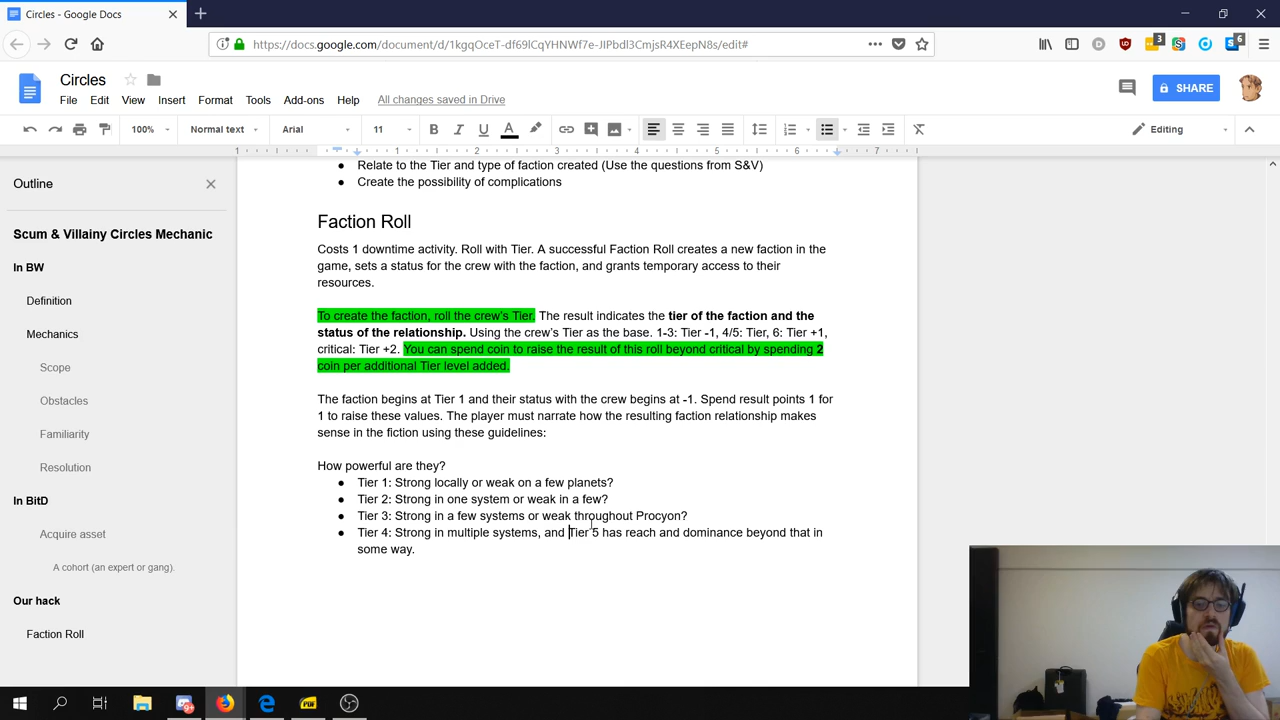 Circles - Google Docs
https://docs.google.com/document/d/1kgqOceT-df69lCqYHNWf7e-JIPbdl3CmjsR4XEepN8s/edit#
3
6
Circles
File Edit View Insert Format Tools Add-ons Help All changes saved in Drive
SHARE
100% Normal text Arial 11 B I U A Editing
1 1 2 3 4 5 6 7
Outline
Scum & Villainy Circles Mechanic
In BW
Definition
Mechanics
Scope
Obstacles
Familiarity
Resolution
In BitD
Acquire asset
A cohort (an expert or gang).
Our hack
Faction Roll
● Relate to the Tier and type of faction created (Use the questions from S&V)
● Create the possibility of complications
Faction Roll
Costs 1 downtime activity. Roll with Tier. A successful Faction Roll creates a new faction in the
game, sets a status for the crew with the faction, and grants temporary access to their
resources.
To create the faction, roll the crew's Tier. The result indicates the tier of the faction and the
status of the relationship. Using the crew's Tier as the base. 1-3: Tier -1, 4/5: Tier, 6: Tier +1,
critical: Tier +2. You can spend coin to raise the result of this roll beyond critical by spending 2
coin per additional Tier level added.
The faction begins at Tier 1 and their status with the crew begins at -1. Spend result points 1 for
1 to raise these values. The player must narrate how the resulting faction relationship makes
sense in the fiction using these guidelines:
How powerful are they?
● Tier 1: Strong locally or weak on a few planets?
● Tier 2: Strong in one system or weak in a few?
● Tier 3: Strong in a few systems or weak throughout Procyon?
● Tier 4: Strong in multiple systems, and Tier 5 has reach and dominance beyond that in
some way.
PDF